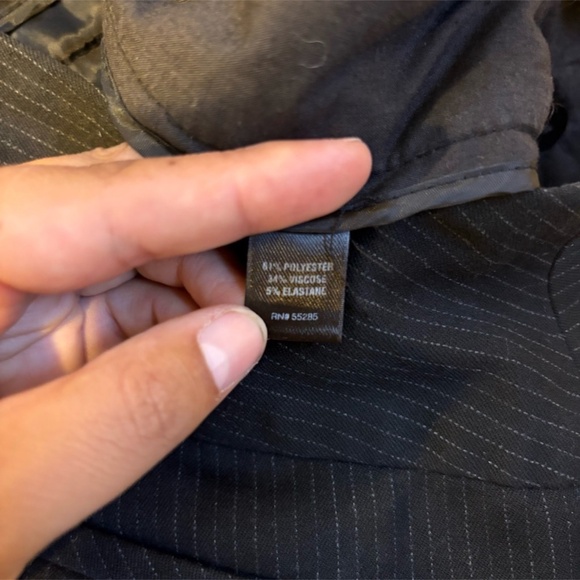 61% POLYESTER
34% VISCOSE
5% ELASTANE
RN# 55285